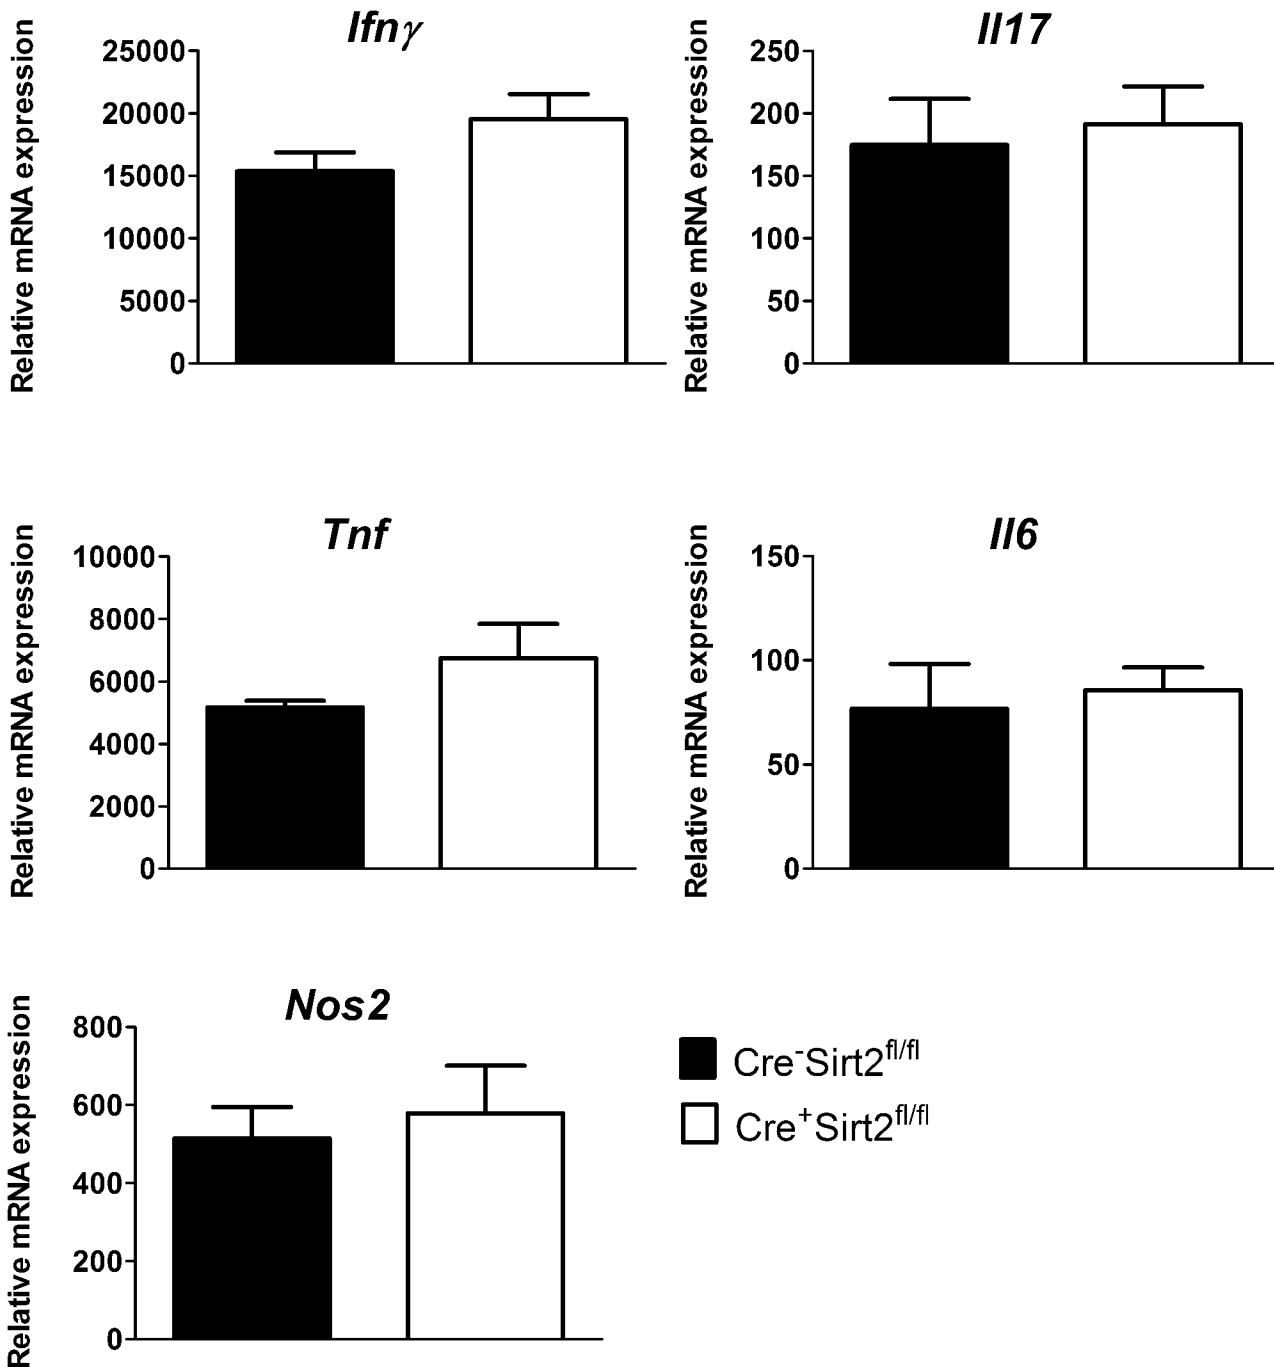 Ifnγ
Relative mRNA expression
25000
20000
15000
10000
5000
0
Il17
Relative mRNA expression
250
200
150
100
50
0
Tnf
Relative mRNA expression
10000
8000
6000
4000
2000
0
Il6
Relative mRNA expression
150
100
50
0
Nos2
Relative mRNA expression
800
600
400
200
0
Cre⁻Sirt2ᶠˡ/ᶠˡ
Cre⁺Sirt2ᶠˡ/ᶠˡ